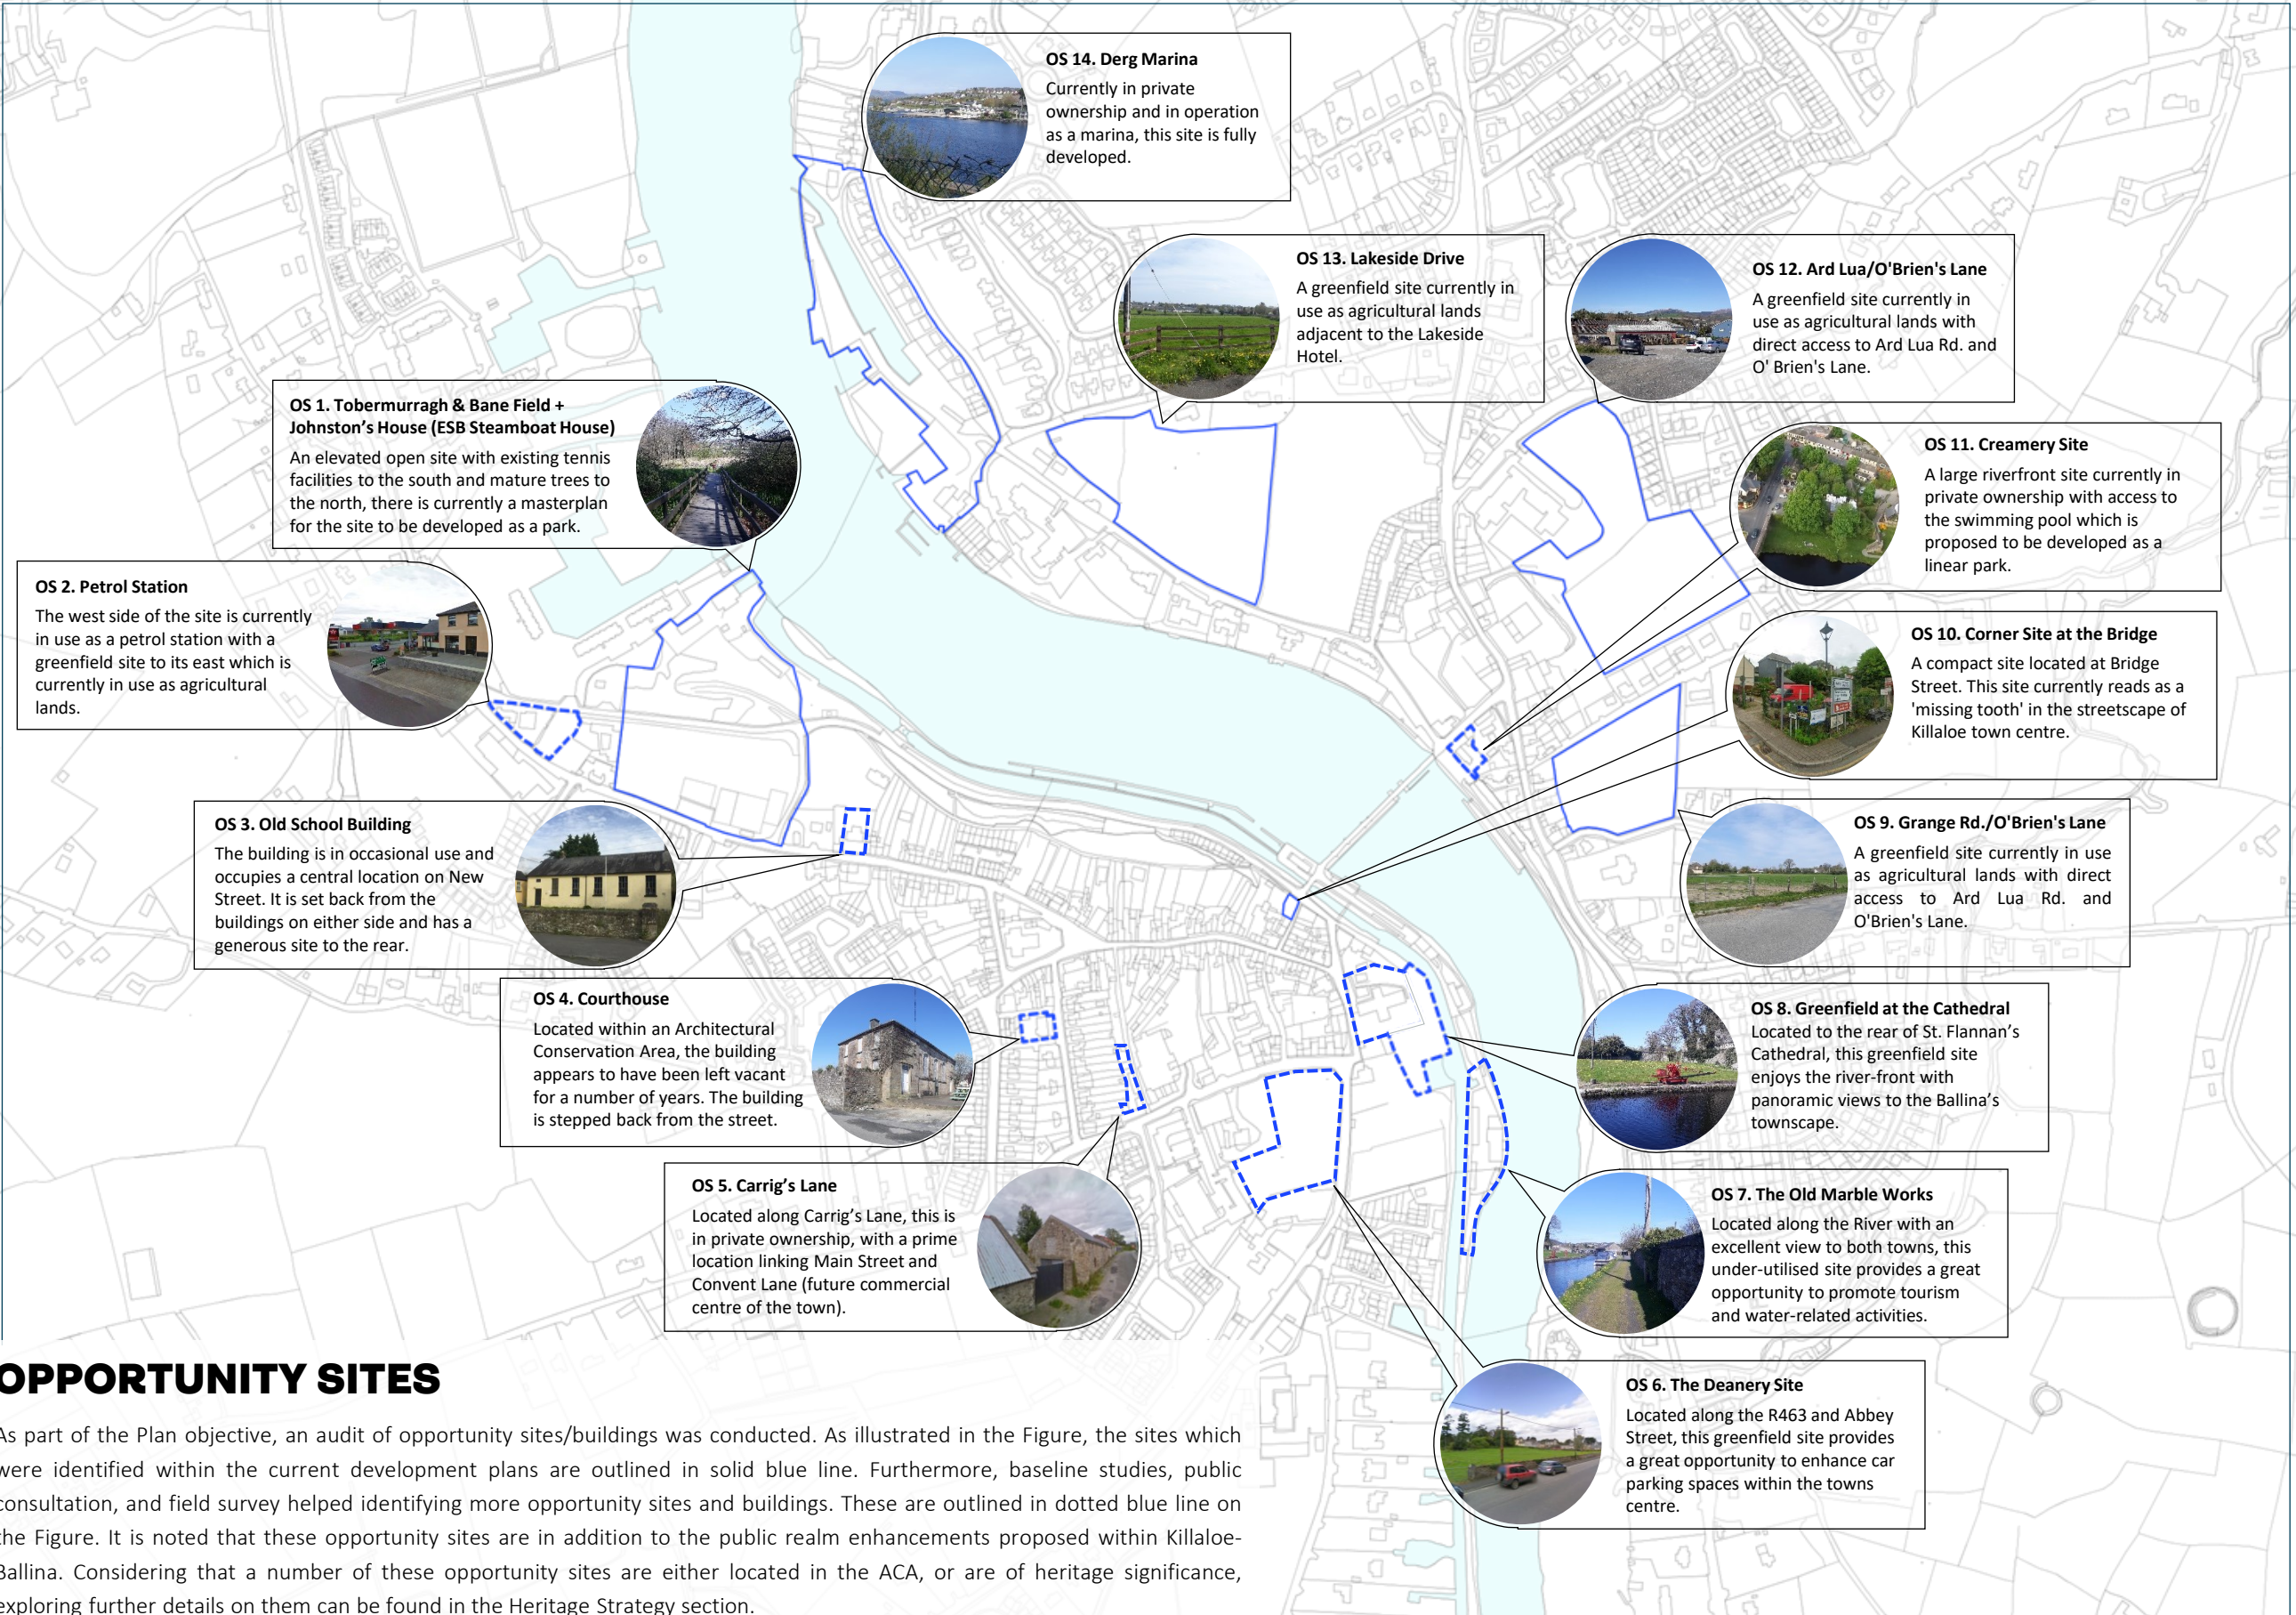 OS 14. Derg Marina
Currently in private
ownership and in operation
as a marina, this site is fully
developed.
OS 13. Lakeside Drive
A greenfield site currently in
use as agricultural lands
adjacent to the Lakeside
Hotel.
OS 12. Ard Lua/O'Brien's Lane
A greenfield site currently in
use as agricultural lands with
direct access to Ard Lua Rd. and
O' Brien's Lane.
OS 1. Tobermurragh & Bane Field +
Johnston’s House (ESB Steamboat House)
An elevated open site with existing tennis
facilities to the south and mature trees to
the north, there is currently a masterplan
for the site to be developed as a park.
OS 11. Creamery Site
A large riverfront site currently in
private ownership with access to
the swimming pool which is
proposed to be developed as a
linear park.
OS 2. Petrol Station
The west side of the site is currently
in use as a petrol station with a
greenfield site to its east which is
currently in use as agricultural
lands.
OS 10. Corner Site at the Bridge
A compact site located at Bridge
Street. This site currently reads as a
'missing tooth' in the streetscape of
Killaloe town centre.
OS 3. Old School Building
The building is in occasional use and
occupies a central location on New
Street. It is set back from the
buildings on either side and has a
generous site to the rear.
OS 9. Grange Rd./O'Brien's Lane
A greenfield site currently in use
as agricultural lands with direct
access to Ard Lua Rd. and
O'Brien's Lane.
OS 4. Courthouse
Located within an Architectural
Conservation Area, the building
appears to have been left vacant
for a number of years. The building
is stepped back from the street.
OS 8. Greenfield at the Cathedral
Located to the rear of St. Flannan’s
Cathedral, this greenfield site
enjoys the river-front with
panoramic views to the Ballina’s
townscape.
OS 5. Carrig’s Lane
Located along Carrig’s Lane, this is
in private ownership, with a prime
location linking Main Street and
Convent Lane (future commercial
centre of the town).
OS 7. The Old Marble Works
Located along the River with an
excellent view to both towns, this
under-utilised site provides a great
opportunity to promote tourism
and water-related activities.
OS 6. The Deanery Site
Located along the R463 and Abbey
Street, this greenfield site provides
a great opportunity to enhance car
parking spaces within the towns
centre.
OPPORTUNITY SITES
As part of the Plan objective, an audit of opportunity sites/buildings was conducted. As illustrated in the Figure, the sites which
were identified within the current development plans are outlined in solid blue line. Furthermore, baseline studies, public
consultation, and field survey helped identifying more opportunity sites and buildings. These are outlined in dotted blue line on
the Figure. It is noted that these opportunity sites are in addition to the public realm enhancements proposed within Killaloe-
Ballina. Considering that a number of these opportunity sites are either located in the ACA, or are of heritage significance,
exploring further details on them can be found in the Heritage Strategy section.